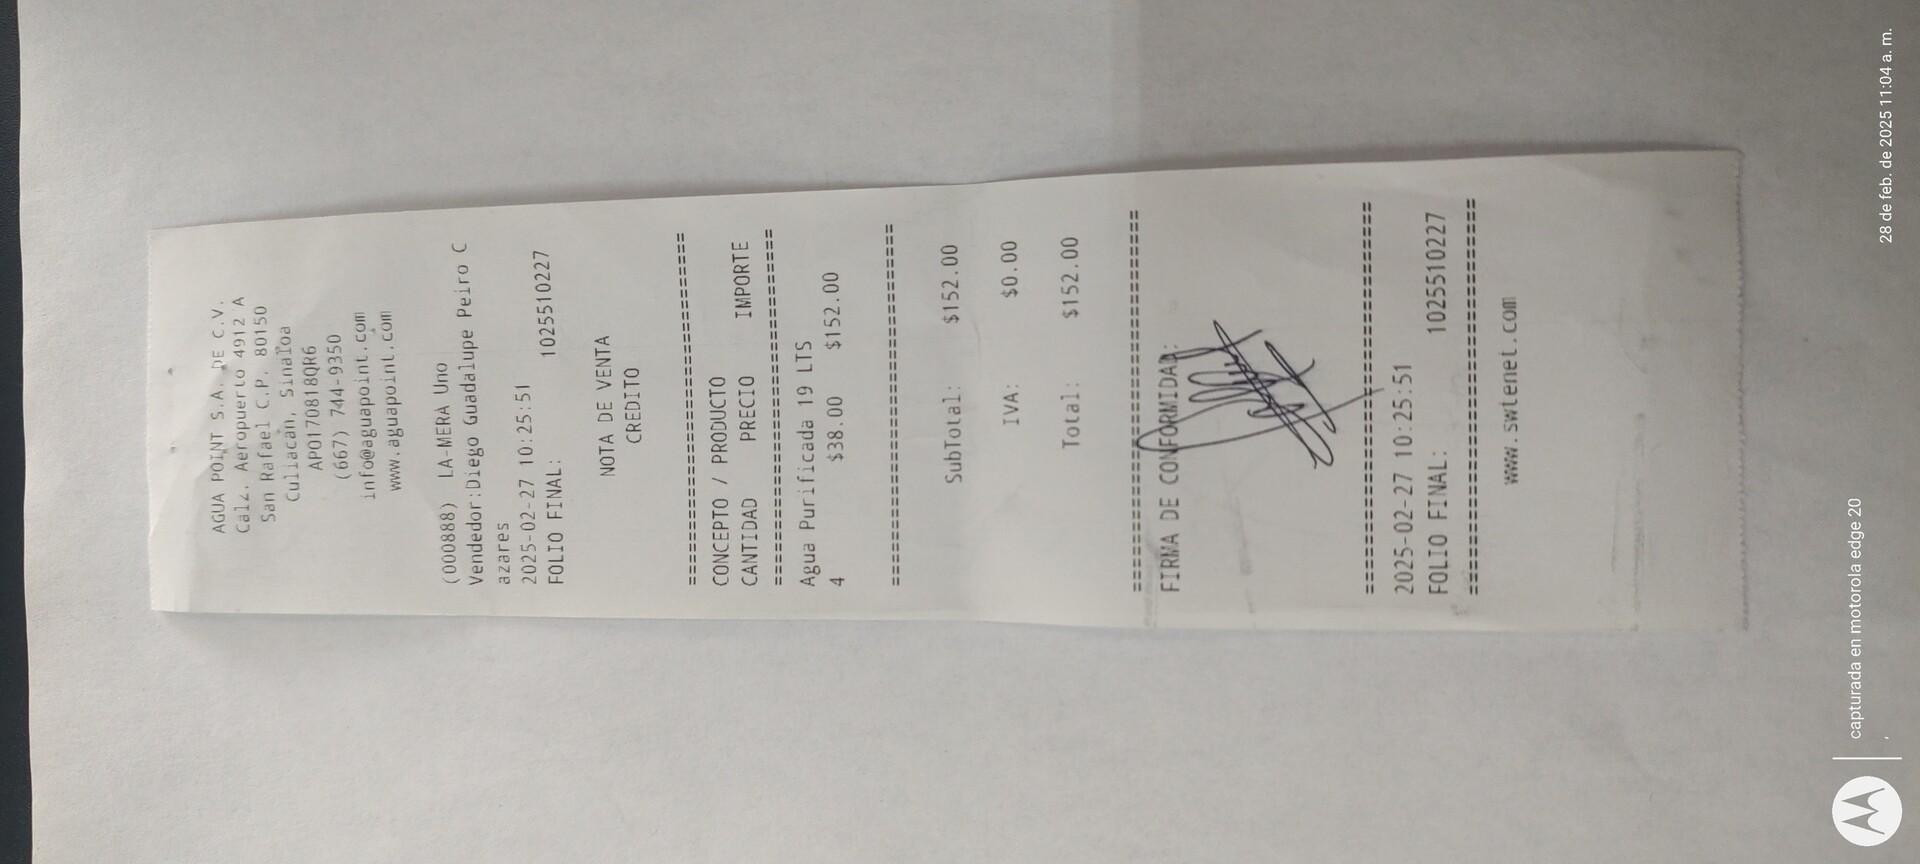 AGUA POINT S.A. DE C.V.
Calz. Aeropuerto 4912 A
San Rafael C.P. 80150
Culiacán, Sinaloa
APO170818QR6
(667) 744-9350
info@aguapoint.com
www.aguapoint.com
(000888) LA-MERA Uno
Vendedor:Diego Guadalupe Peiro C
azares
2025-02-27 10:25:51
FOLIO FINAL: 1025510227
NOTA DE VENTA
CREDITO
================================
CONCEPTO / PRODUCTO
CANTIDAD PRECIO IMPORTE
================================
Agua Purificada 19 LTS
4 $38.00 $152.00
================================
SubTotal: $152.00
IVA: $0.00
Total: $152.00
================================
FIRMA DE CONFORMIDAD:
================================
2025-02-27 10:25:51
FOLIO FINAL: 1025510227
================================
www.swtenet.com
capturada en motorola edge 20
28 de feb. de 2025 11:04 a. m.